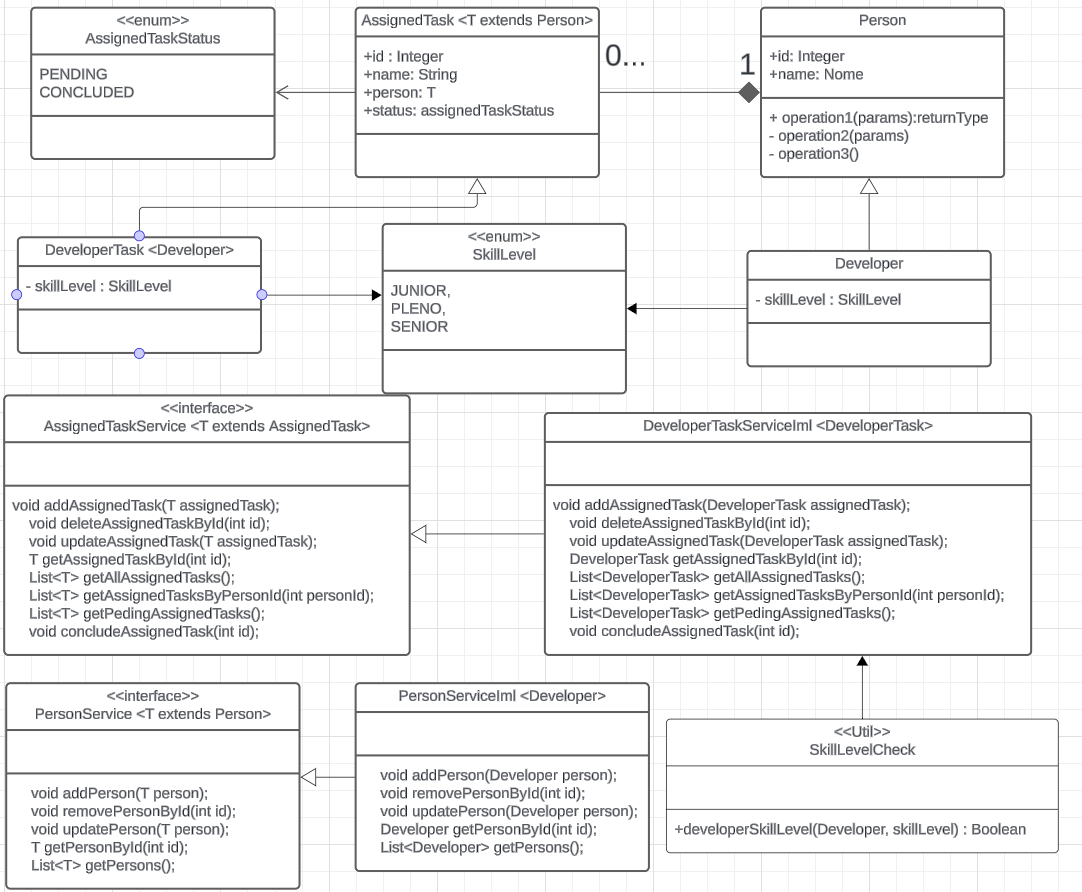 <<enum>>
AssignedTaskStatus
PENDING
CONCLUDED
AssignedTask <T extends Person>
+id : Integer
+name: String
+person: T
+status: assignedTaskStatus
0...
1
Person
+id: Integer
+name: Nome
+ operation1(params):returnType
- operation2(params)
- operation3()
DeveloperTask <Developer>
- skillLevel : SkillLevel
<<enum>>
SkillLevel
JUNIOR,
PLENO,
SENIOR
Developer
- skillLevel : SkillLevel
<<interface>>
AssignedTaskService <T extends AssignedTask>
void addAssignedTask(T assignedTask);
void deleteAssignedTaskById(int id);
void updateAssignedTask(T assignedTask);
T getAssignedTaskById(int id);
List<T> getAllAssignedTasks();
List<T> getAssignedTasksByPersonId(int personId);
List<T> getPedingAssignedTasks();
void concludeAssignedTask(int id);
DeveloperTaskServiceIml <DeveloperTask>
void addAssignedTask(DeveloperTask assignedTask);
void deleteAssignedTaskById(int id);
void updateAssignedTask(DeveloperTask assignedTask);
DeveloperTask getAssignedTaskById(int id);
List<DeveloperTask> getAllAssignedTasks();
List<DeveloperTask> getAssignedTasksByPersonId(int personId);
List<DeveloperTask> getPedingAssignedTasks();
void concludeAssignedTask(int id);
<<interface>>
PersonService <T extends Person>
void addPerson(T person);
void removePersonById(int id);
void updatePerson(T person);
T getPersonById(int id);
List<T> getPersons();
PersonServiceIml <Developer>
void addPerson(Developer person);
void removePersonById(int id);
void updatePerson(Developer person);
Developer getPersonById(int id);
List<Developer> getPersons();
<<Util>>
SkillLevelCheck
+developerSkillLevel(Developer, skillLevel) : Boolean